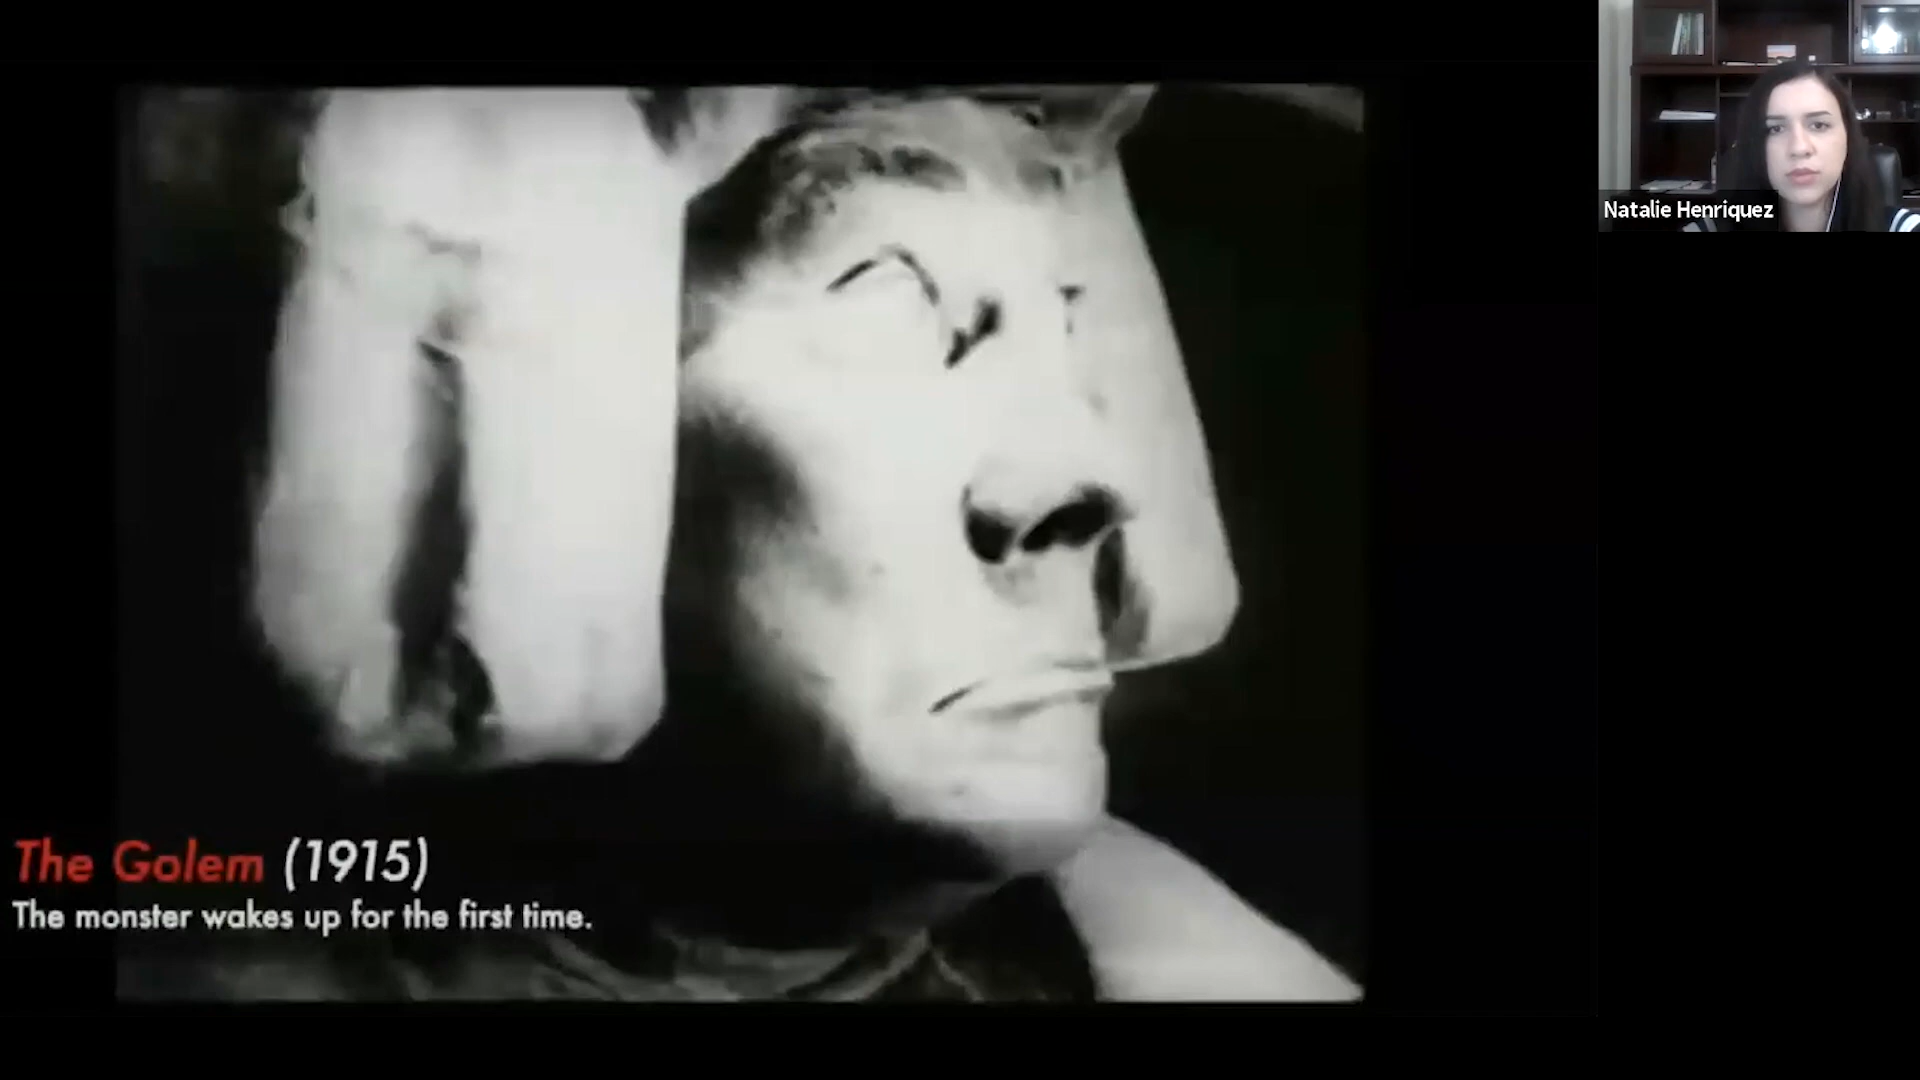 Natalie Henriquez
The Golem (1915)
The monster wakes up for the first time.